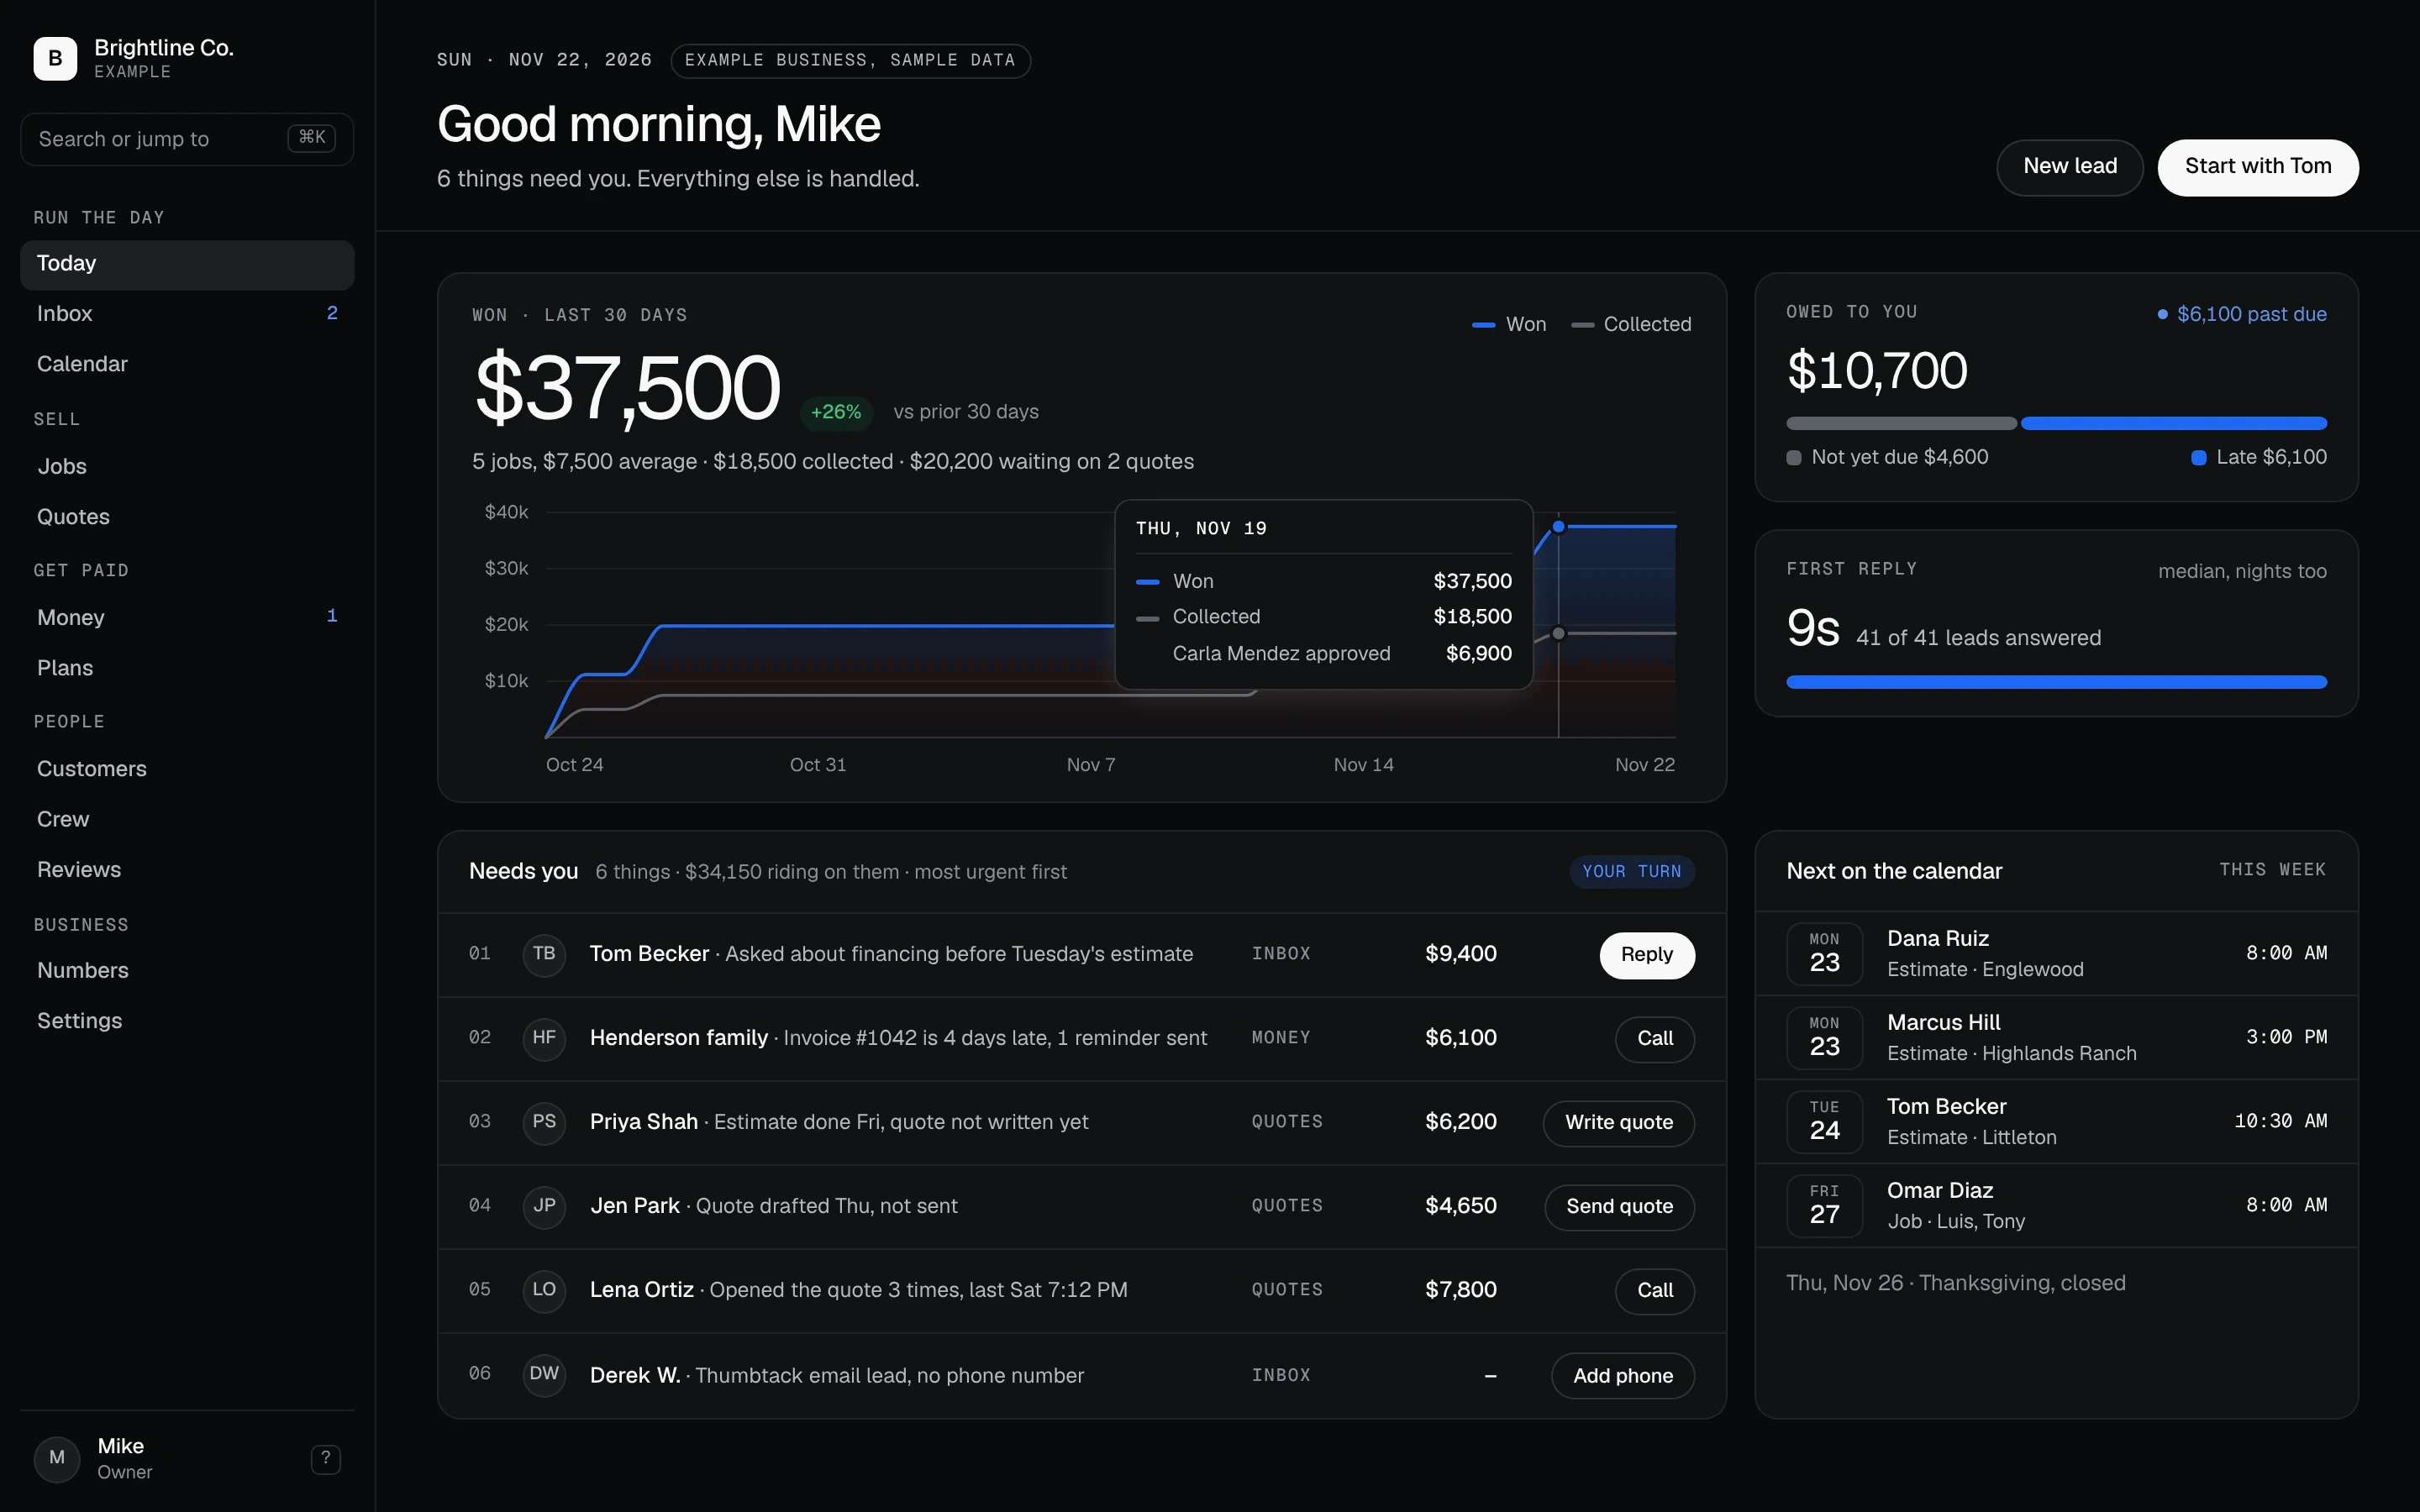 B
Brightline Co.
EXAMPLE
Search or jump to
⌘K
RUN THE DAY
Today
Inbox 2
Calendar
SELL
Jobs
Quotes
GET PAID
Money 1
Plans
PEOPLE
Customers
Crew
Reviews
BUSINESS
Numbers
Settings
M
Mike
Owner
?
SUN · NOV 22, 2026
EXAMPLE BUSINESS, SAMPLE DATA
Good morning, Mike
6 things need you. Everything else is handled.
New lead
Start with Tom
WON · LAST 30 DAYS
Won
Collected
$37,500
+26%
vs prior 30 days
5 jobs, $7,500 average · $18,500 collected · $20,200 waiting on 2 quotes
$40k
$30k
$20k
$10k
THU, NOV 19
Won $37,500
Collected $18,500
Carla Mendez approved $6,900
Oct 24
Oct 31
Nov 7
Nov 14
Nov 22
OWED TO YOU
$6,100 past due
$10,700
Not yet due $4,600
Late $6,100
FIRST REPLY
median, nights too
9s 41 of 41 leads answered
Needs you 6 things · $34,150 riding on them · most urgent first
YOUR TURN
01 TB Tom Becker · Asked about financing before Tuesday's estimate INBOX $9,400 Reply
02 HF Henderson family · Invoice #1042 is 4 days late, 1 reminder sent MONEY $6,100 Call
03 PS Priya Shah · Estimate done Fri, quote not written yet QUOTES $6,200 Write quote
04 JP Jen Park · Quote drafted Thu, not sent QUOTES $4,650 Send quote
05 LO Lena Ortiz · Opened the quote 3 times, last Sat 7:12 PM QUOTES $7,800 Call
06 DW Derek W. · Thumbtack email lead, no phone number INBOX – Add phone
Next on the calendar
THIS WEEK
MON 23
Dana Ruiz
Estimate · Englewood
8:00 AM
MON 23
Marcus Hill
Estimate · Highlands Ranch
3:00 PM
TUE 24
Tom Becker
Estimate · Littleton
10:30 AM
FRI 27
Omar Diaz
Job · Luis, Tony
8:00 AM
Thu, Nov 26 · Thanksgiving, closed